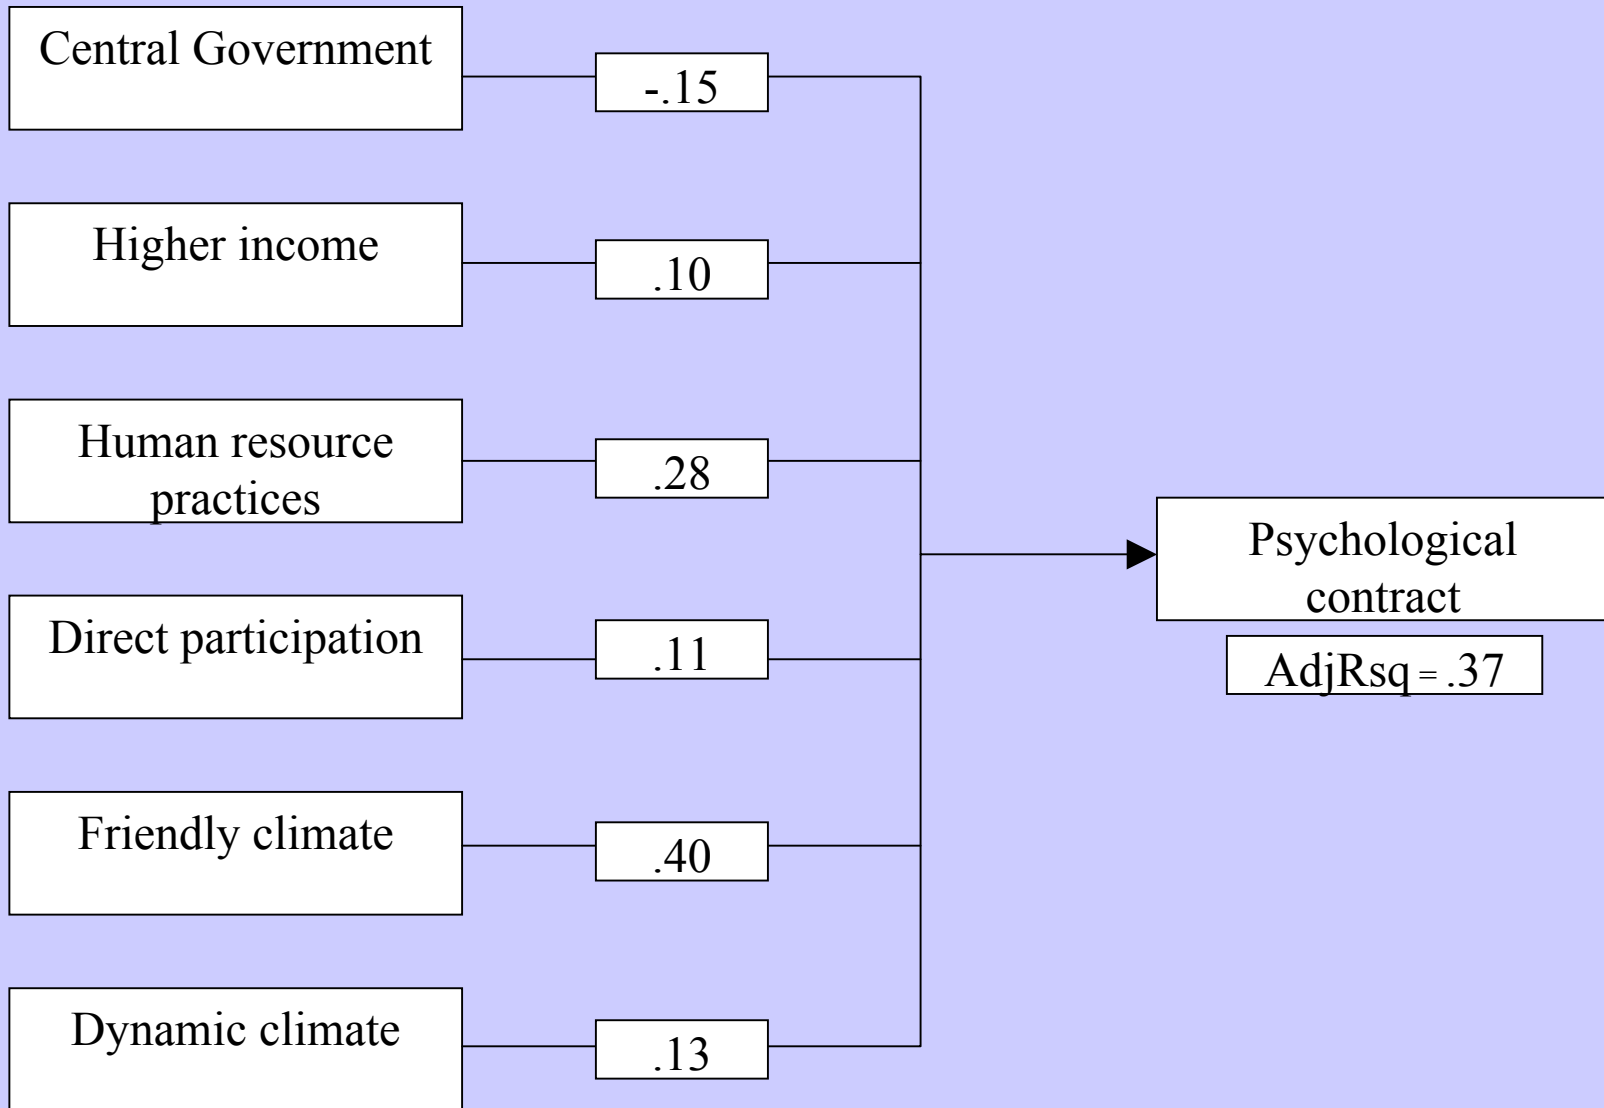 Central Government
-.15
Higher income
.10
Human resource
practices
.28
Psychological
contract
AdjRsq = .37
Direct participation
.11
Friendly climate
.40
Dynamic climate
.13